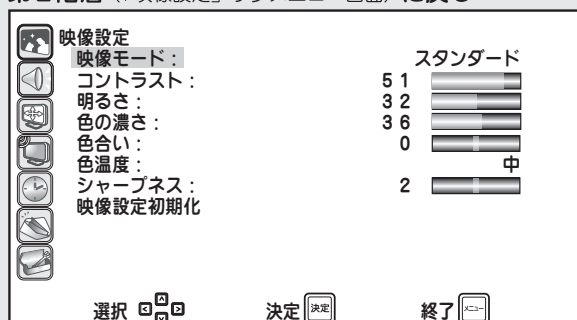 映像設定
映像モード： スタンダード
コントラスト： 51
明るさ： 32
色の濃さ： 36
色合い： 0
色温度： 中
シャープネス： 2
映像設定初期化
選択 決定 決定 終了 メニュー